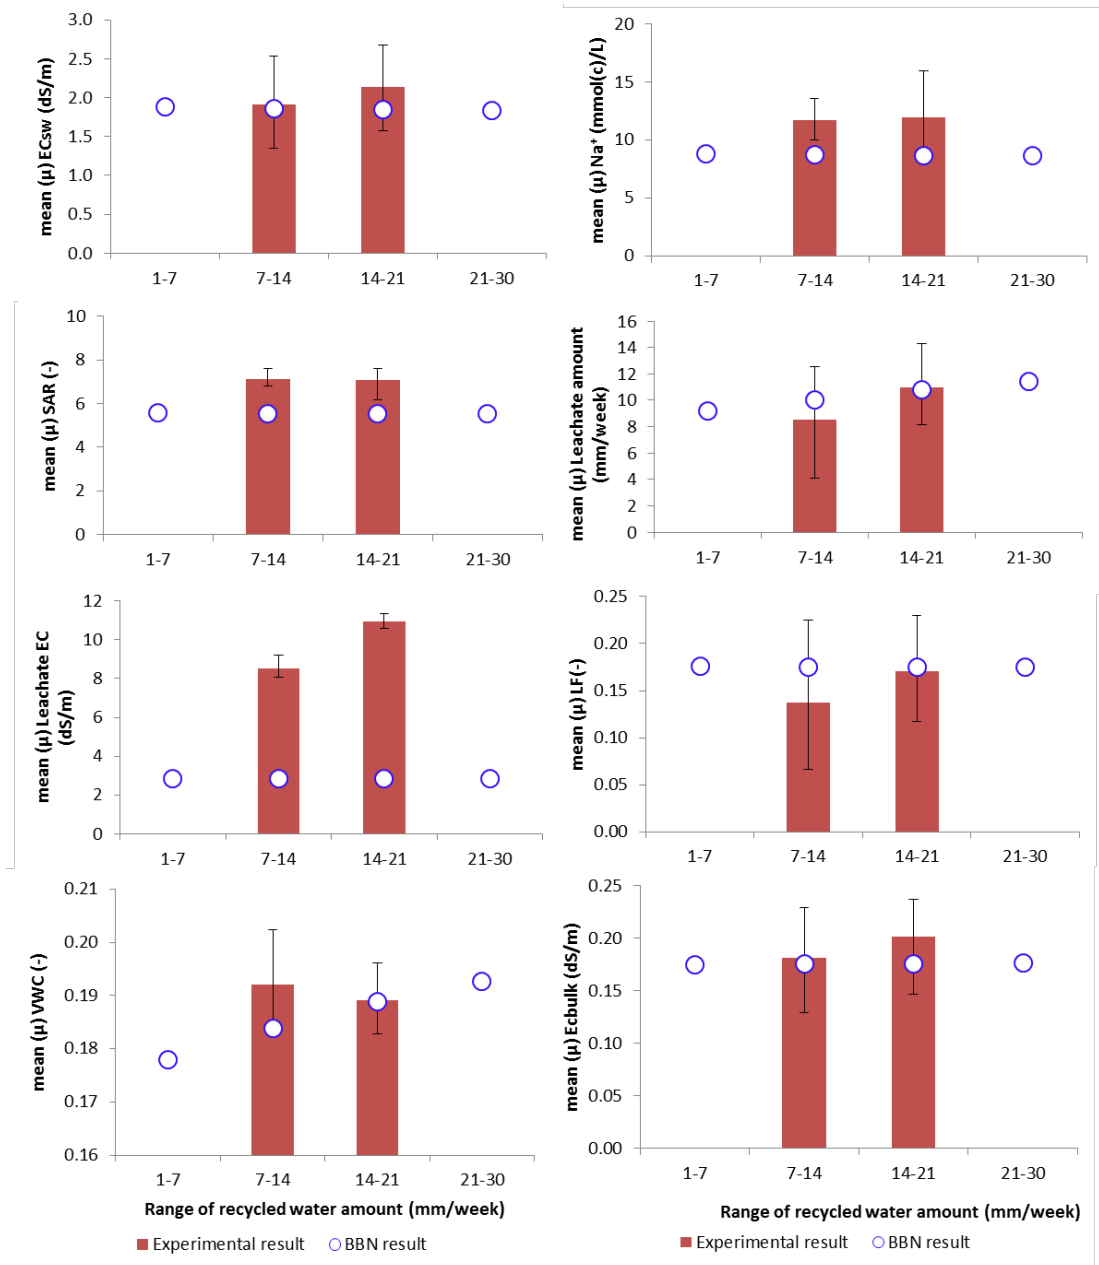 mean (µ) ECsw (dS/m)
3.0
2.5
2.0
1.5
1.0
0.5
0.0
1-7 7-14 14-21 21-30
mean (µ) Na⁺ (mmol(c)/L)
20
15
10
5
0
1-7 7-14 14-21 21-30
mean (µ) SAR (-)
10
8
6
4
2
0
1-7 7-14 14-21 21-30
mean (µ) Leachate amount
(mm/week)
16
14
12
10
8
6
4
2
0
1-7 7-14 14-21 21-30
mean (µ) Leachate EC
(dS/m)
12
10
8
6
4
2
0
1-7 7-14 14-21 21-30
mean (µ) LF(-)
0.25
0.20
0.15
0.10
0.05
0.00
1-7 7-14 14-21 21-30
mean (µ) VWC (-)
0.21
0.20
0.19
0.18
0.17
0.16
1-7 7-14 14-21 21-30
Range of recycled water amount (mm/week)
Experimental result BBN result
mean (µ) Ecbulk (dS/m)
0.25
0.20
0.15
0.10
0.05
0.00
1-7 7-14 14-21 21-30
Range of recycled water amount (mm/week)
Experimental result BBN result